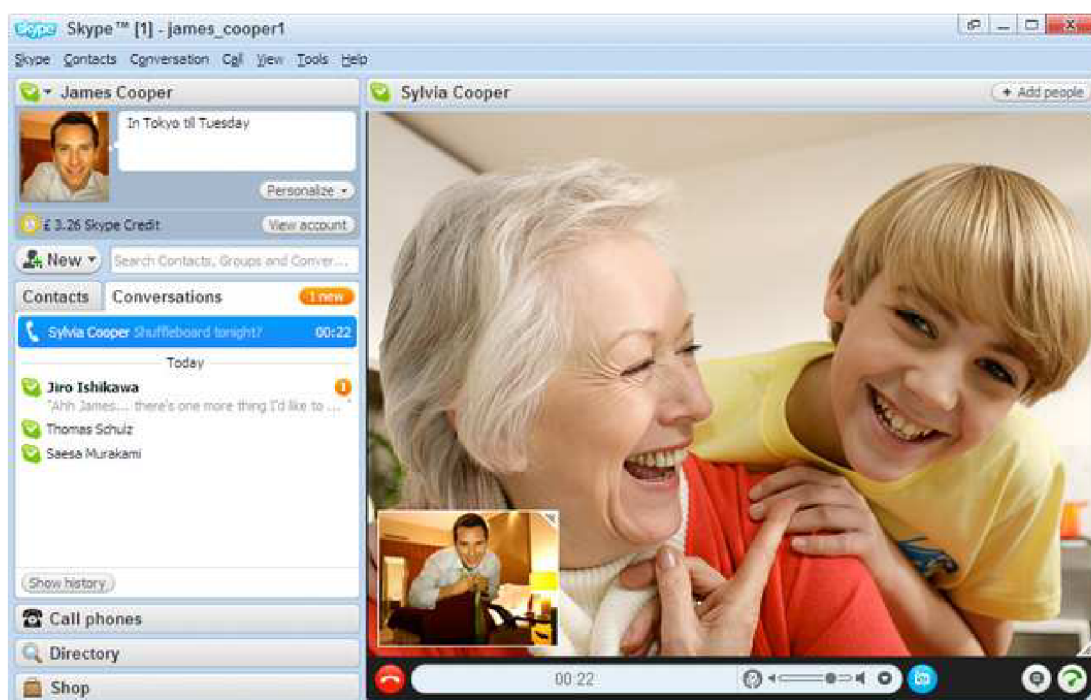 skype Skype™ [1] - james_cooper1
Skype Contacts Conversation Call View Tools Help
James Cooper
In Tokyo til Tuesday
Personalize
£ 3.26 Skype Credit
View account
New
Search Contacts, Groups and Conver...
Contacts Conversations 1 new
Sylvia Cooper Shuffleboard tonight? 00:22
Today
Jiro Ishikawa 1
"Ahh James... there's one more thing I'd like to ... "
Thomas Schulz
Saesa Murakami
Show history
Call phones
Directory
Shop
Sylvia Cooper
+ Add people
00:22